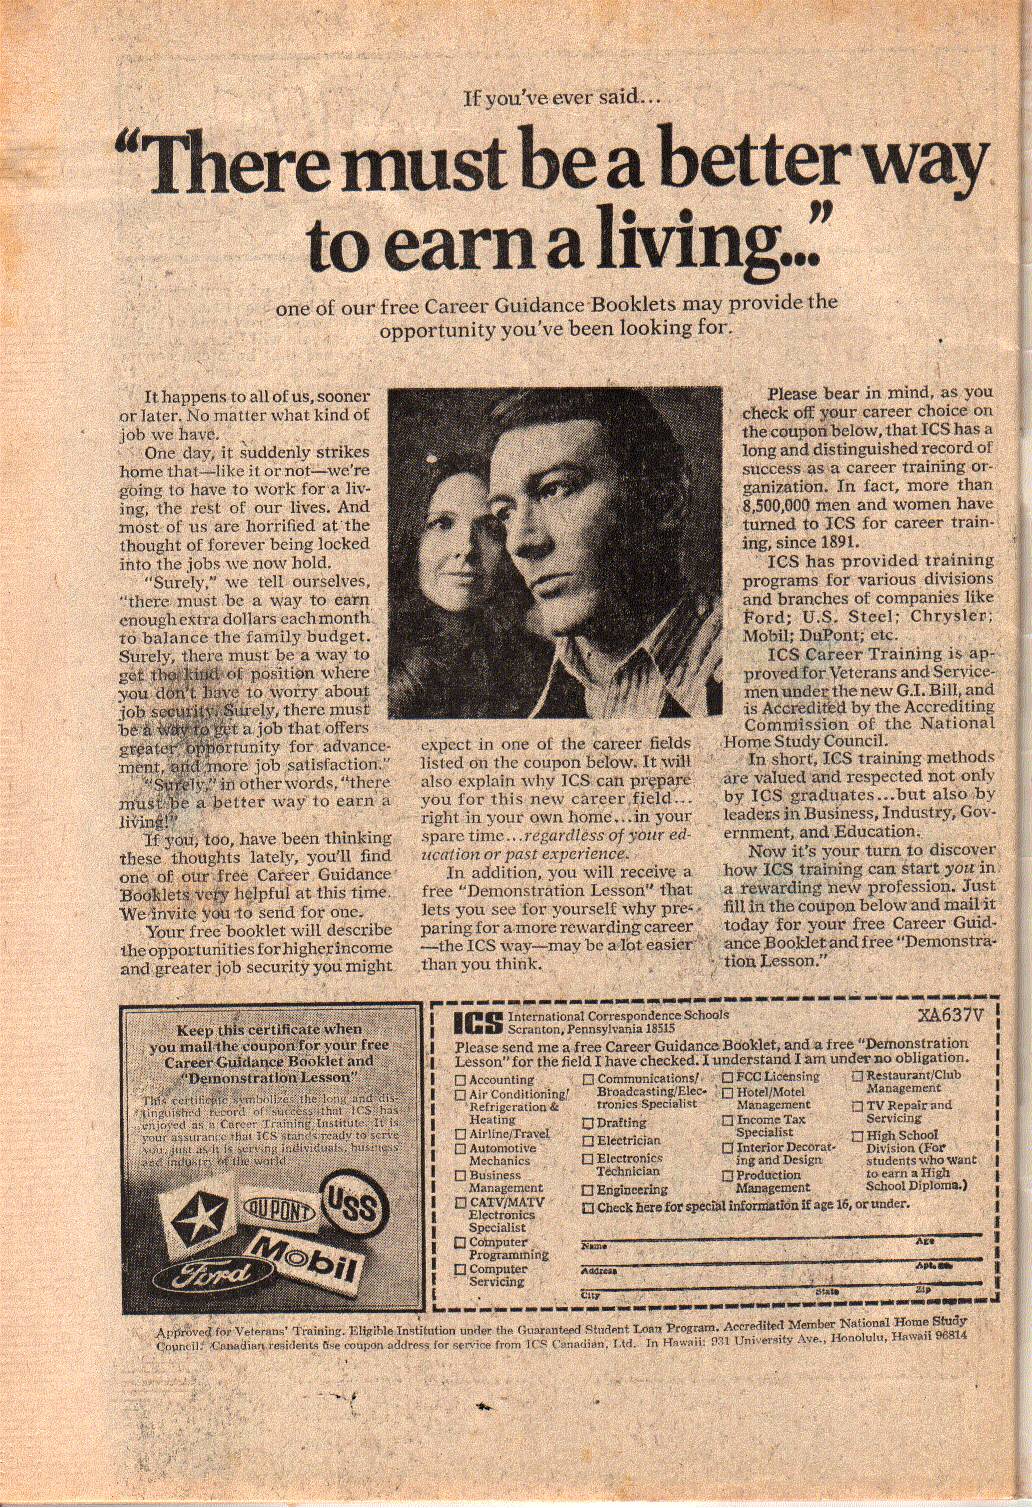 If you've ever said...
“There must be a better way
to earn a living...”
one of our free Career Guidance Booklets may provide the
opportunity you've been looking for.
It happens to all of us, sooner
or later. No matter what kind of
job we have.
One day, it suddenly strikes
home that—like it or not—we're
going to have to work for a liv-
ing, the rest of our lives. And
most of us are horrified at the
thought of forever being locked
into the jobs we now hold.
“Surely,” we tell ourselves,
“there must be a way to earn
enough extra dollars each month
to balance the family budget.
Surely, there must be a way to
get the kind of position where
you don't have to worry about
job security. Surely, there must
be a way to get a job that offers
greater opportunity for advance-
ment, and more job satisfaction.”
“Surely,” in other words, “there
must be a better way to earn a
living!”
If you, too, have been thinking
these thoughts lately, you'll find
one of our free Career Guidance
Booklets very helpful at this time.
We invite you to send for one.
Your free booklet will describe
the opportunities for higher income
and greater job security you might
expect in one of the career fields
listed on the coupon below. It will
also explain why ICS can prepare
you for this new career field...
right in your own home...in your
spare time...regardless of your ed-
ucation or past experience.
In addition, you will receive a
free “Demonstration Lesson” that
lets you see for yourself why pre-
paring for a more rewarding career
—the ICS way—may be a lot easier
than you think.
Please bear in mind, as you
check off your career choice on
the coupon below, that ICS has a
long and distinguished record of
success as a career training or-
ganization. In fact, more than
8,500,000 men and women have
turned to ICS for career train-
ing, since 1891.
ICS has provided training
programs for various divisions
and branches of companies like
Ford; U.S. Steel; Chrysler;
Mobil; DuPont; etc.
ICS Career Training is ap-
proved for Veterans and Service-
men under the new G.I. Bill, and
is Accredited by the Accrediting
Commission of the National
Home Study Council.
In short, ICS training methods
are valued and respected not only
by ICS graduates...but also by
leaders in Business, Industry, Gov-
ernment, and Education.
Now it's your turn to discover
how ICS training can start you in
a rewarding new profession. Just
fill in the coupon below and mail it
today for your free Career Guid-
ance Booklet and free “Demonstra-
tion Lesson.”
Keep this certificate when
you mail the coupon for your free
Career Guidance Booklet and
“Demonstration Lesson”
This certificate symbolizes the long and dis-
tinguished record of success that ICS has
enjoyed as a Career Training Institute. It is
your assurance that ICS stands ready to serve
you, just as it is serving individuals, business
and industry of the world.
DUPONT
USS
Mobil
Ford
ICS International Correspondence Schools
Scranton, Pennsylvania 18515
XA637V
Please send me a free Career Guidance Booklet, and a free “Demonstration
Lesson” for the field I have checked. I understand I am under no obligation.
Accounting
Air Conditioning/
Refrigeration &
Heating
Airline/Travel
Automotive
Mechanics
Business
Management
CATV/MATV
Electronics
Specialist
Computer
Programming
Computer
Servicing
Communications/
Broadcasting/Elec-
tronics Specialist
Drafting
Electrician
Electronics
Technician
Engineering
FCC Licensing
Hotel/Motel
Management
Income Tax
Specialist
Interior Decorat-
ing and Design
Production
Management
Restaurant/Club
Management
TV Repair and
Servicing
High School
Division (For
students who want
to earn a High
School Diploma.)
Check here for special information if age 16, or under.
Name Age
Address Apt. no.
City State Zip
Approved for Veterans' Training. Eligible Institution under the Guaranteed Student Loan Program. Accredited Member National Home Study
Council. Canadian residents use coupon address for service from ICS Canadian, Ltd. In Hawaii: 931 University Ave., Honolulu, Hawaii 96814